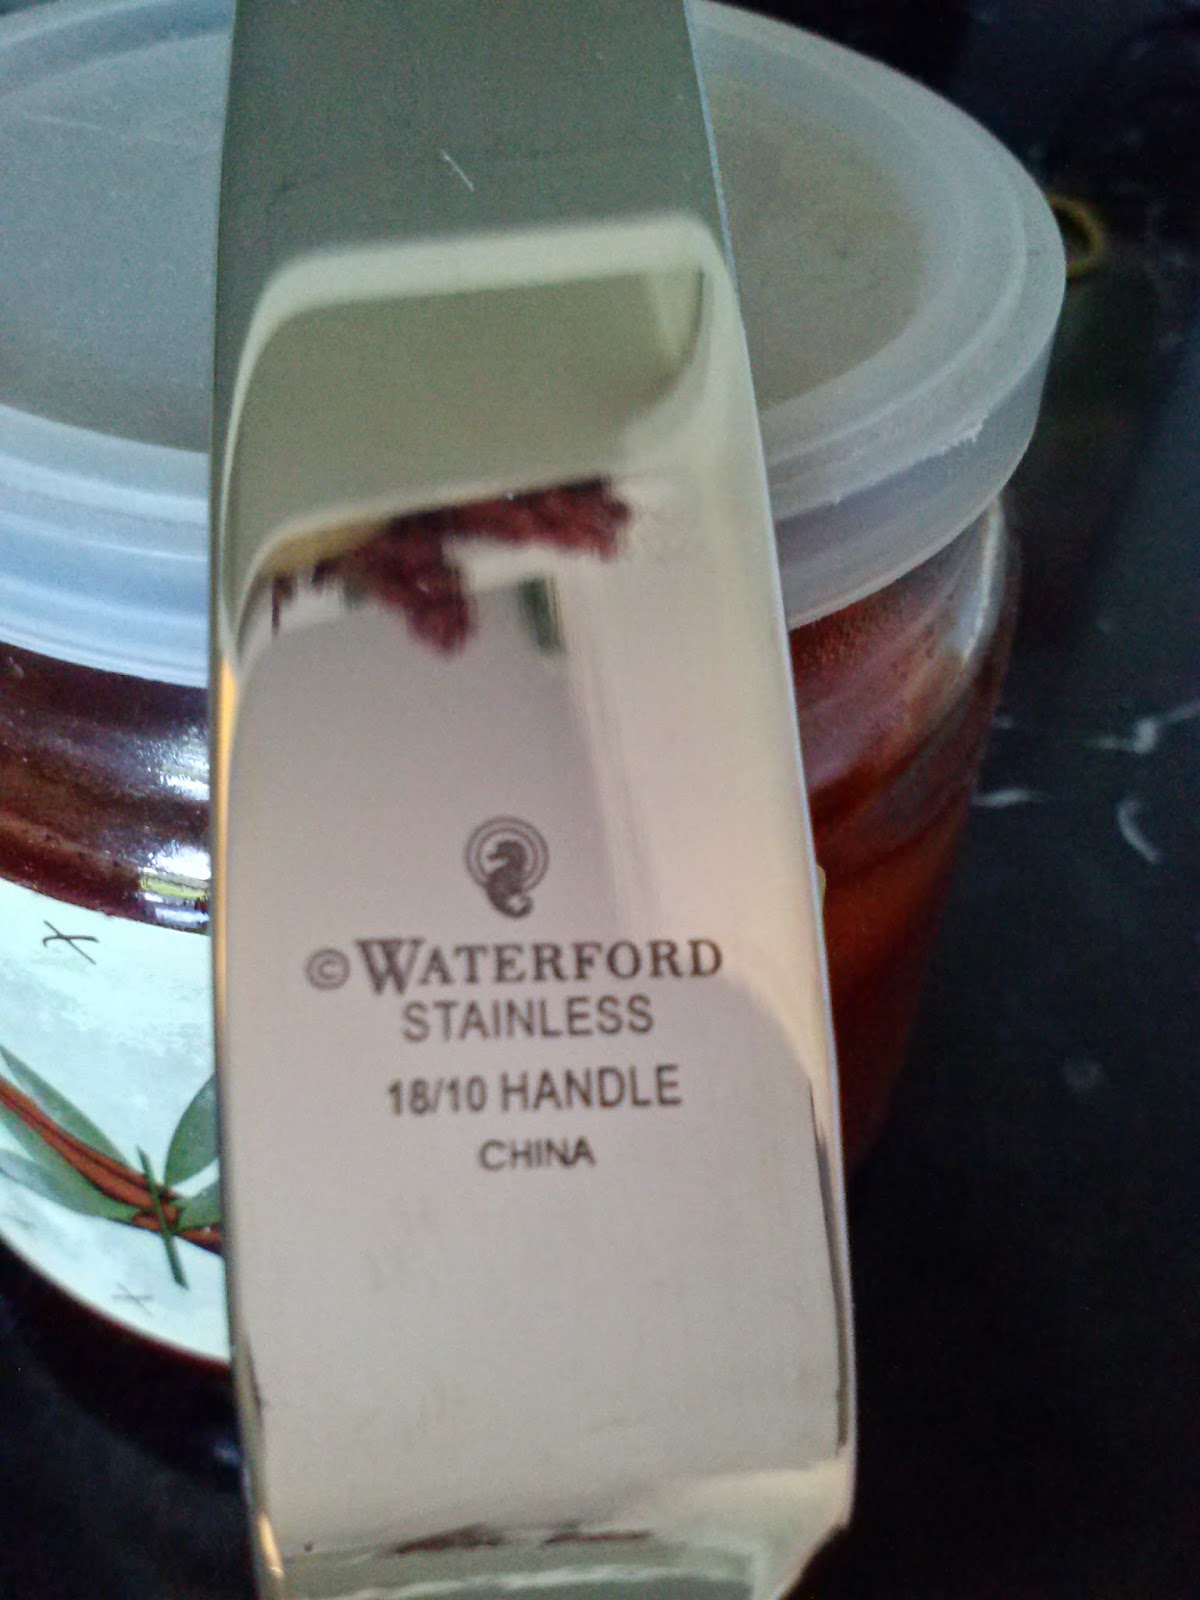 © WATERFORD
STAINLESS
18/10 HANDLE
CHINA